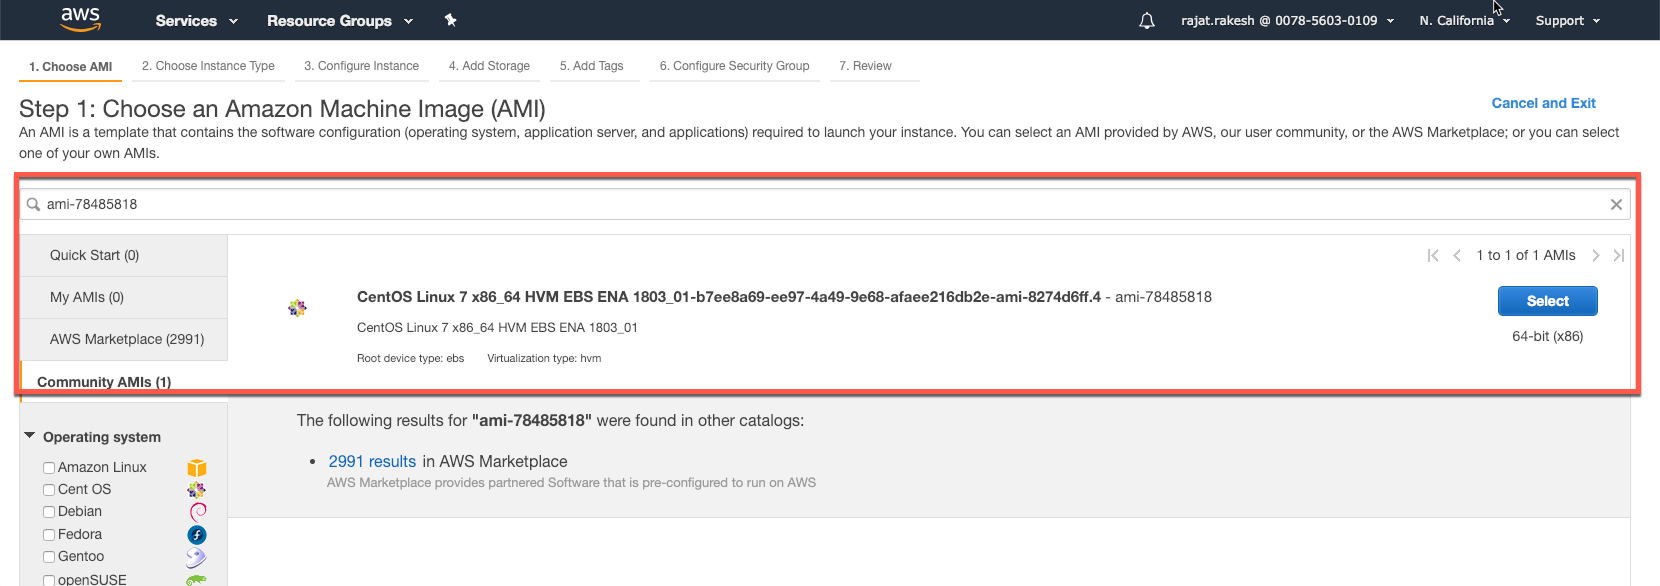 aws Services Resource Groups rajat.rakesh @ 0078-5603-0109 N. California Support
1. Choose AMI 2. Choose Instance Type 3. Configure Instance 4. Add Storage 5. Add Tags 6. Configure Security Group 7. Review
Step 1: Choose an Amazon Machine Image (AMI)
Cancel and Exit
An AMI is a template that contains the software configuration (operating system, application server, and applications) required to launch your instance. You can select an AMI provided by AWS, our user community, or the AWS Marketplace; or you can select
one of your own AMIs.
ami-78485818
Quick Start (0)
My AMIs (0)
AWS Marketplace (2991)
Community AMIs (1)
1 to 1 of 1 AMIs
CentOS Linux 7 x86_64 HVM EBS ENA 1803_01-b7ee8a69-ee97-4a49-9e68-afaee216db2e-ami-8274d6ff.4 - ami-78485818
Select
CentOS Linux 7 x86_64 HVM EBS ENA 1803_01
64-bit (x86)
Root device type: ebs Virtualization type: hvm
The following results for "ami-78485818" were found in other catalogs:
2991 results in AWS Marketplace
AWS Marketplace provides partnered Software that is pre-configured to run on AWS
Operating system
Amazon Linux
Cent OS
Debian
Fedora
Gentoo
openSUSE